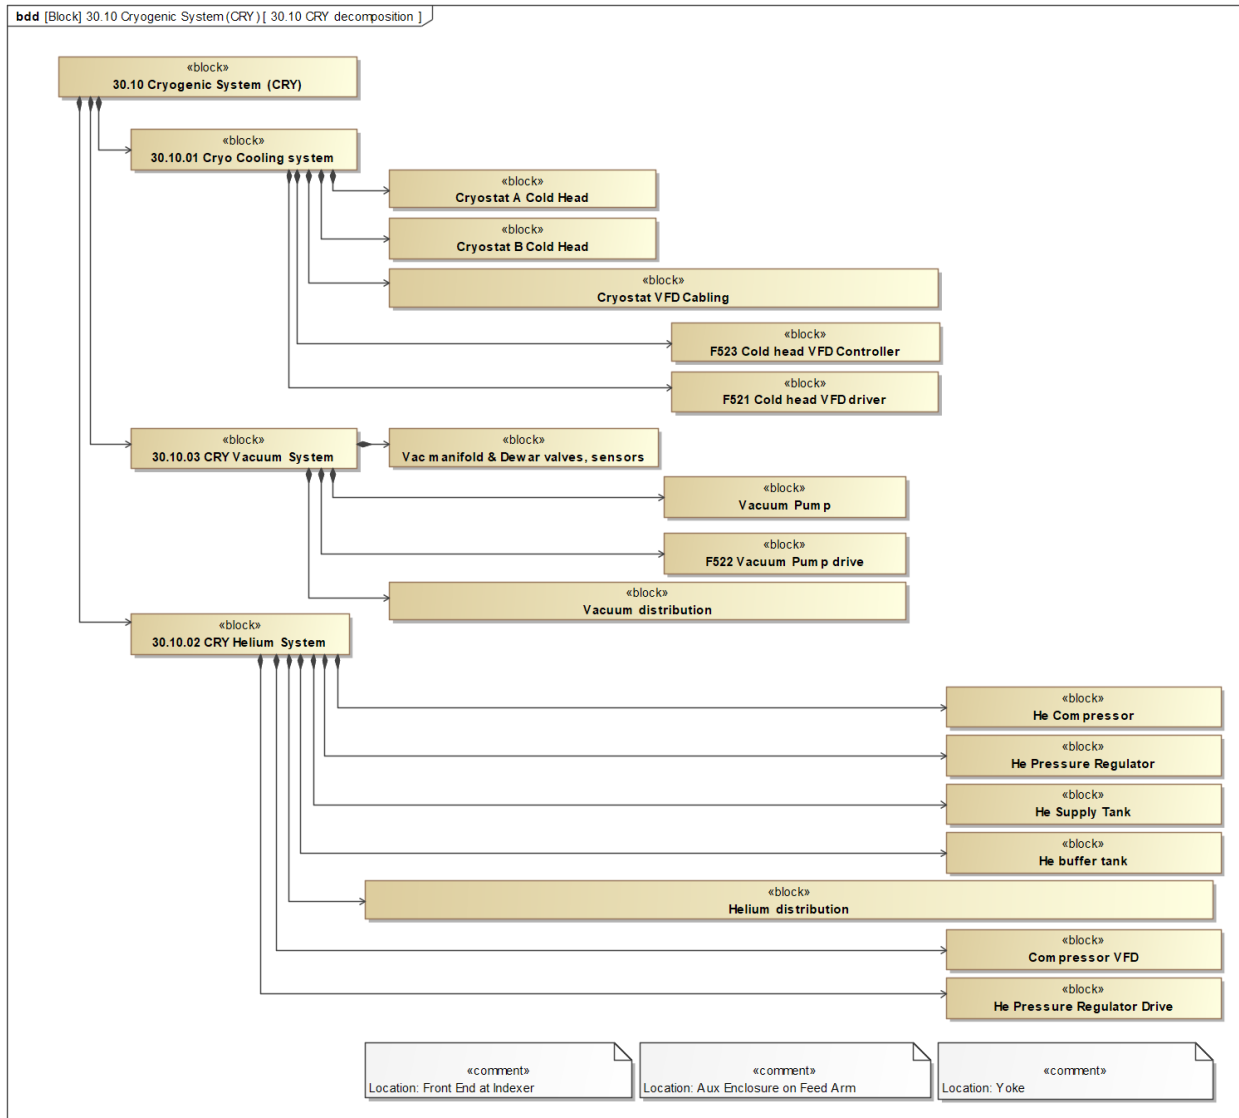 bdd [Block] 30.10 Cryogenic System (CRY) [ 30.10 CRY decomposition ]
«block»
30.10 Cryogenic System (CRY)
«block»
30.10.01 Cryo Cooling system
«block»
Cryostat A Cold Head
«block»
Cryostat B Cold Head
«block»
Cryostat VFD Cabling
«block»
F523 Cold head VFD Controller
«block»
F521 Cold head VFD driver
«block»
30.10.03 CRY Vacuum System
«block»
Vac manifold & Dewar valves, sensors
«block»
Vacuum Pump
«block»
F522 Vacuum Pump drive
«block»
Vacuum distribution
«block»
30.10.02 CRY Helium System
«block»
He Compressor
«block»
He Pressure Regulator
«block»
He Supply Tank
«block»
He buffer tank
«block»
Helium distribution
«block»
Compressor VFD
«block»
He Pressure Regulator Drive
«comment»
Location: Front End at Indexer
«comment»
Location: Aux Enclosure on Feed Arm
«comment»
Location: Yoke